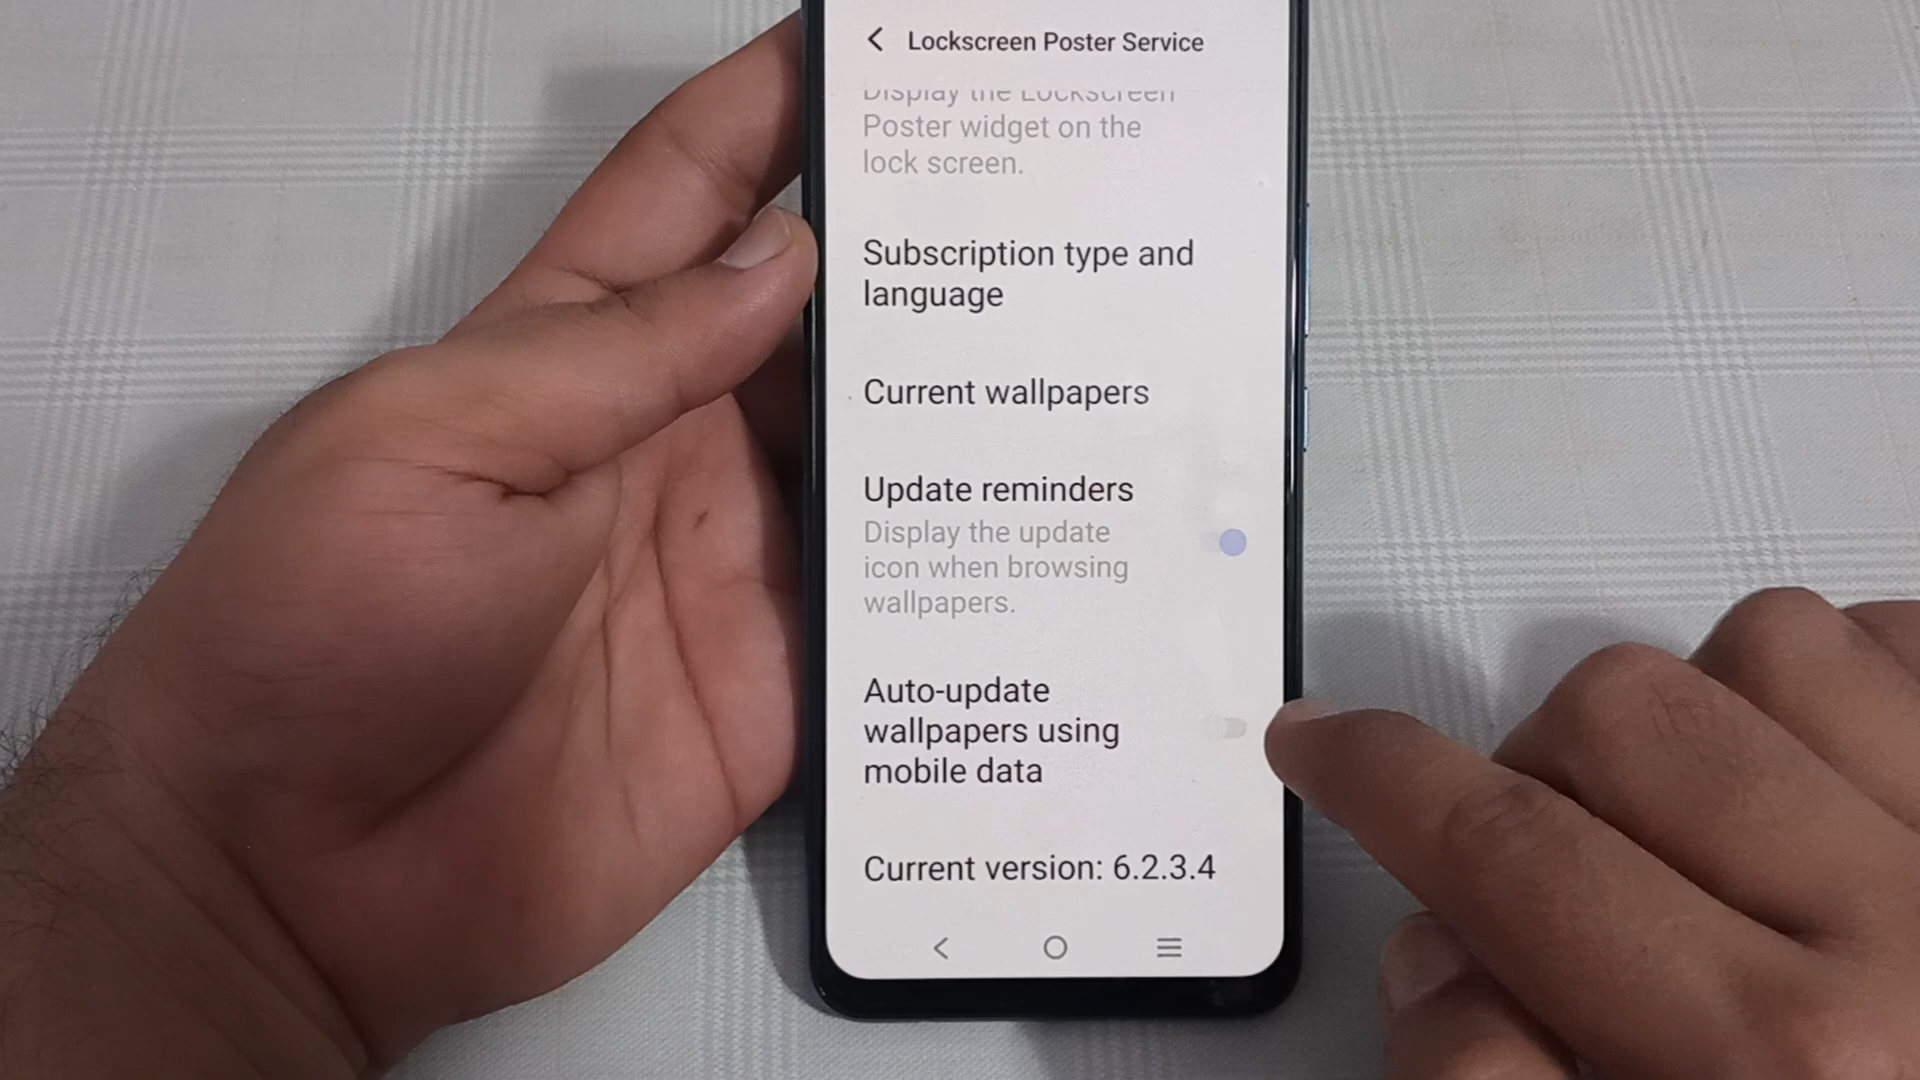 Lockscreen Poster Service
Display the Lockscreen
Poster widget on the
lock screen.
Subscription type and
language
Current wallpapers
Update reminders
Display the update
icon when browsing
wallpapers.
Auto-update
wallpapers using
mobile data
Current version: 6.2.3.4